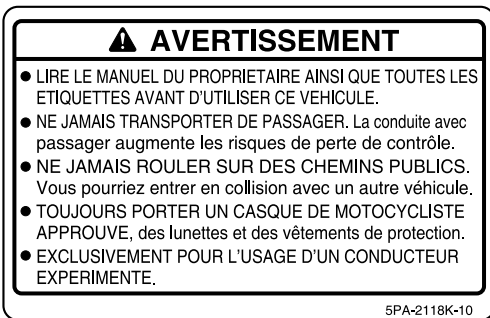 ⚠ AVERTISSEMENT
● LIRE LE MANUEL DU PROPRIETAIRE AINSI QUE TOUTES LES
ETIQUETTES AVANT D'UTILISER CE VEHICULE.
● NE JAMAIS TRANSPORTER DE PASSAGER. La conduite avec
passager augmente les risques de perte de contrôle.
● NE JAMAIS ROULER SUR DES CHEMINS PUBLICS.
Vous pourriez entrer en collision avec un autre véhicule.
● TOUJOURS PORTER UN CASQUE DE MOTOCYCLISTE
APPROUVE, des lunettes et des vêtements de protection.
● EXCLUSIVEMENT POUR L'USAGE D'UN CONDUCTEUR
EXPERIMENTE.
5PA-2118K-10